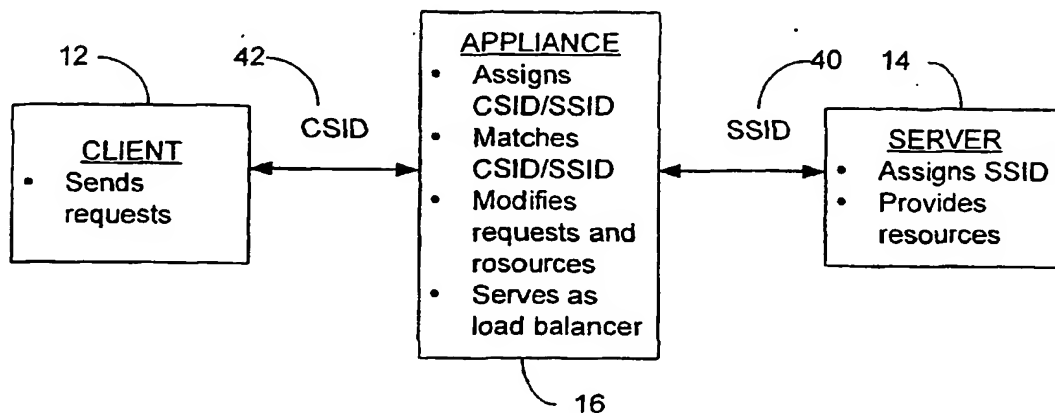 12
42
40
14
CLIENT
• Sends
requests
CSID
APPLIANCE
• Assigns
CSID/SSID
• Matches
CSID/SSID
• Modifies
requests and
rosources
• Serves as
load balancer
SSID
SERVER
• Assigns SSID
• Provides
resources
16